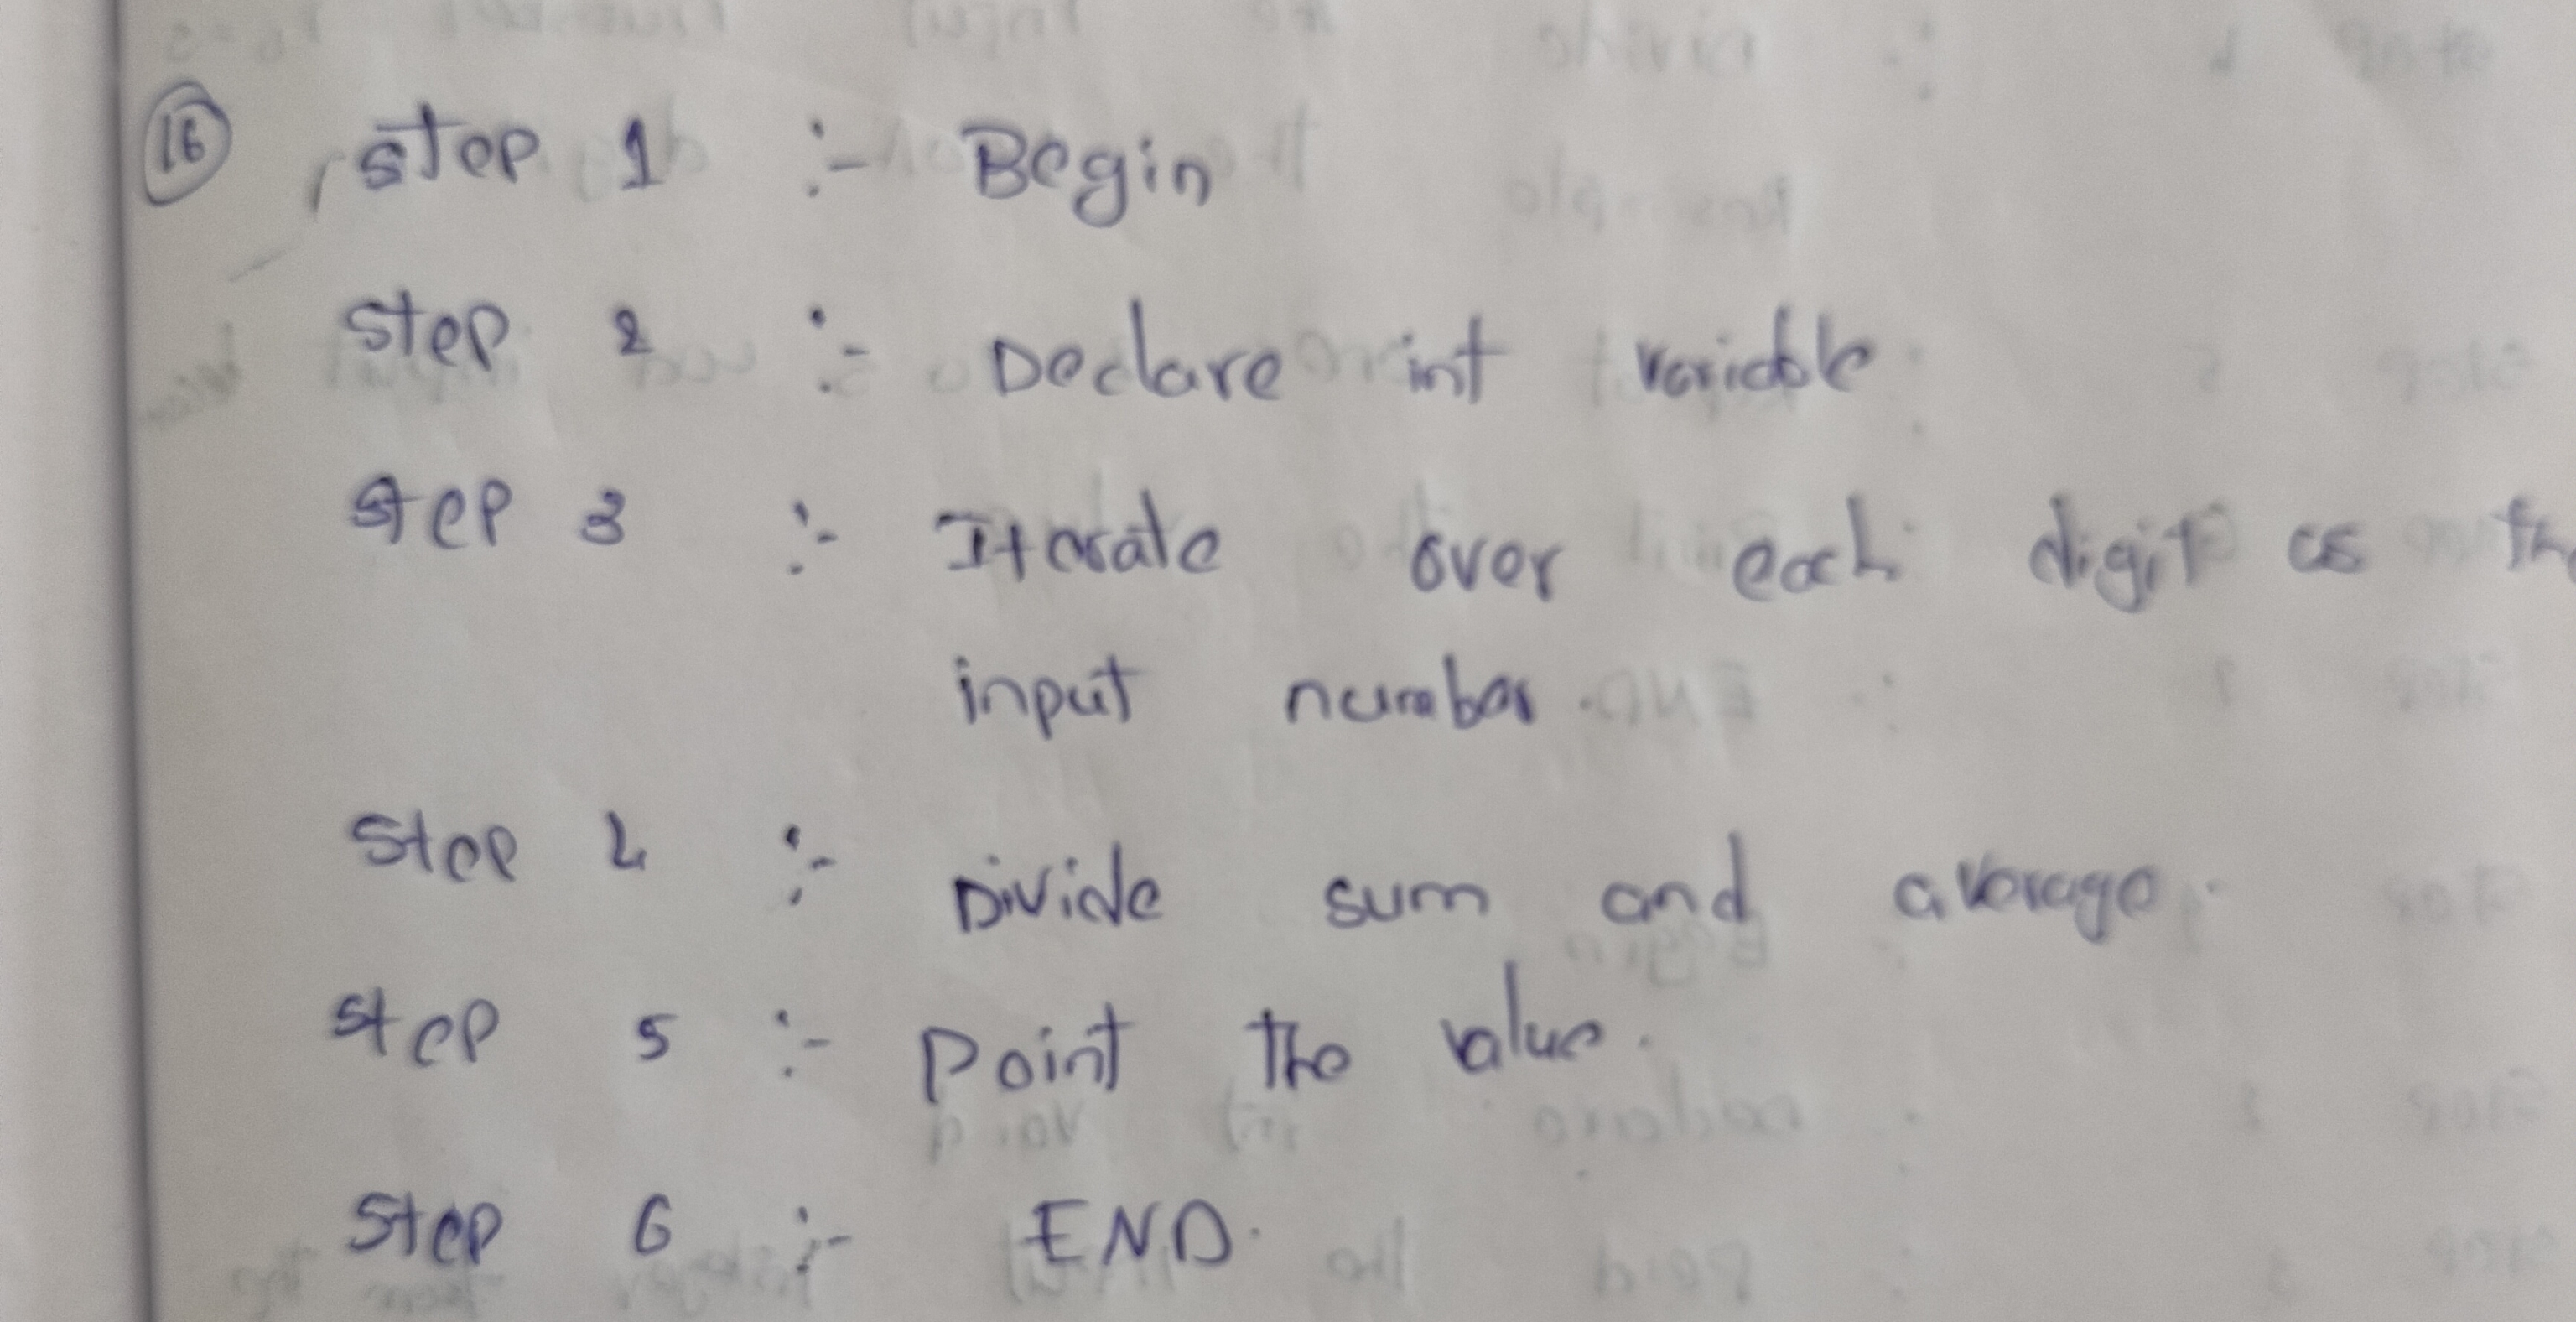 16 step 1 :- Begin
step 2 :- Declare int variable
step 3 :- Iterate over each digit as the
input number.
step 4 :- Divide sum and average.
step 5 :- Point the value.
step 6 :- END.